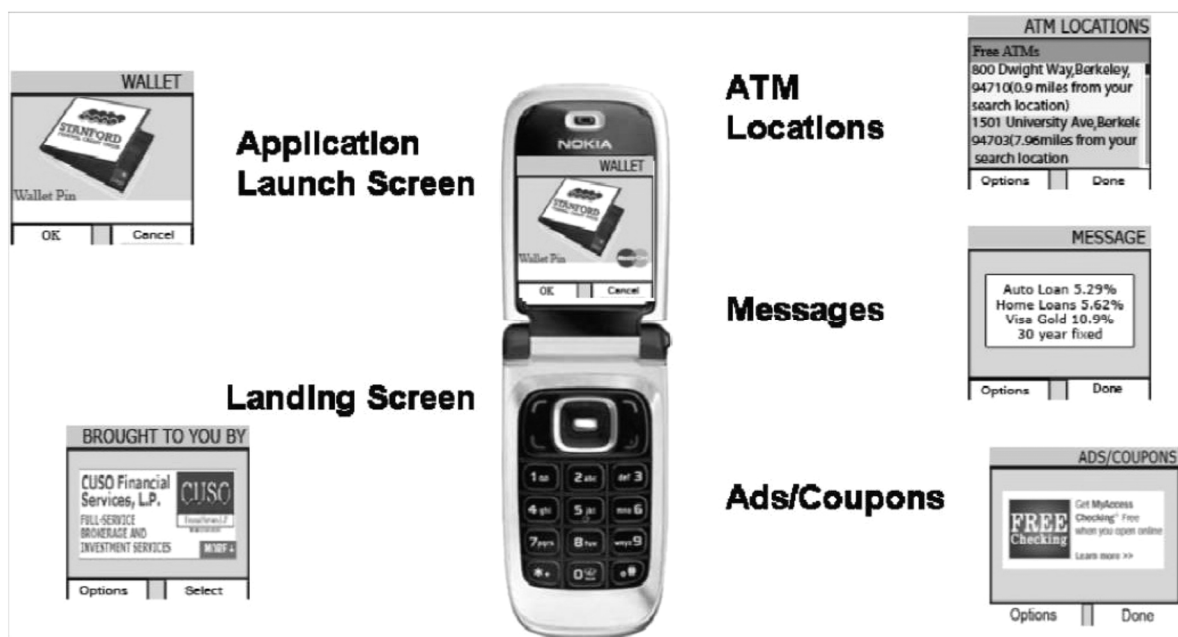 WALLET
STANFORD
Wallet Pin
OK Cancel
Application
Launch Screen
Landing Screen
BROUGHT TO YOU BY
CUSO Financial
Services, L.P.
CUSO
FULL-SERVICE
BROKERAGE AND
INVESTMENT SERVICES
MORE
Options Select
NOKIA
WALLET
STANFORD
Wallet Pin
OK Cancel
1
2 abc
def 3
4 ghi
5 jkl
mno 6
7 pqrs
8 tuv
wxyz 9
* +
0
#
ATM
Locations
ATM LOCATIONS
Free ATMs
800 Dwight Way,Berkeley,
94710(0.9 miles from your
search location)
1501 University Ave,Berkele
94703(7.96miles from your
search location
Options Done
Messages
MESSAGE
Auto Loan 5.29%
Home Loans 5.62%
Visa Gold 10.9%
30 year fixed
Options Done
Ads/Coupons
ADS/COUPONS
FREE
Checking
Get MyAccess
Checking® Free
when you open online
Learn more >>
Options Done